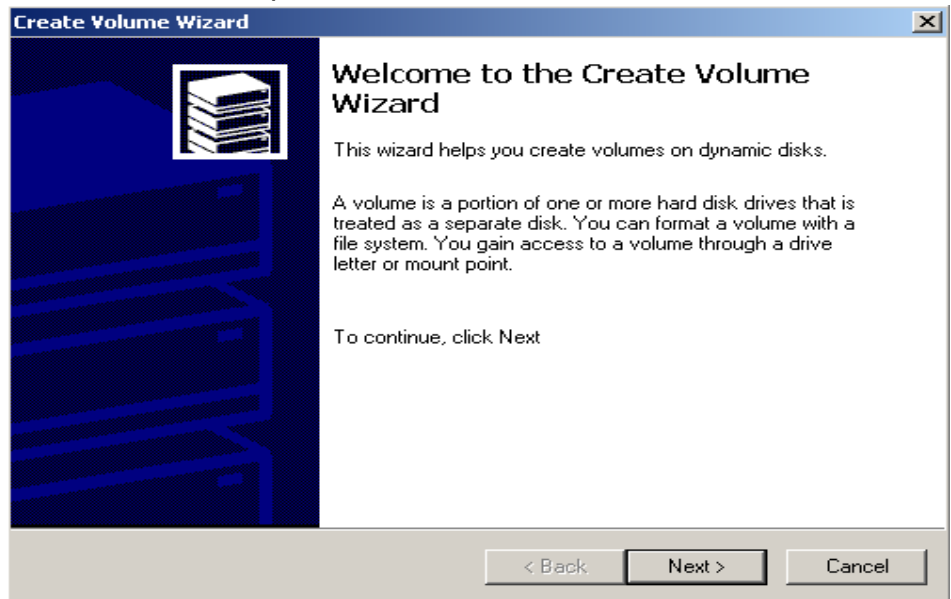 Create Volume Wizard
Welcome to the Create Volume
Wizard
This wizard helps you create volumes on dynamic disks.
A volume is a portion of one or more hard disk drives that is
treated as a separate disk. You can format a volume with a
file system. You gain access to a volume through a drive
letter or mount point.
To continue, click Next
< Back Next > Cancel